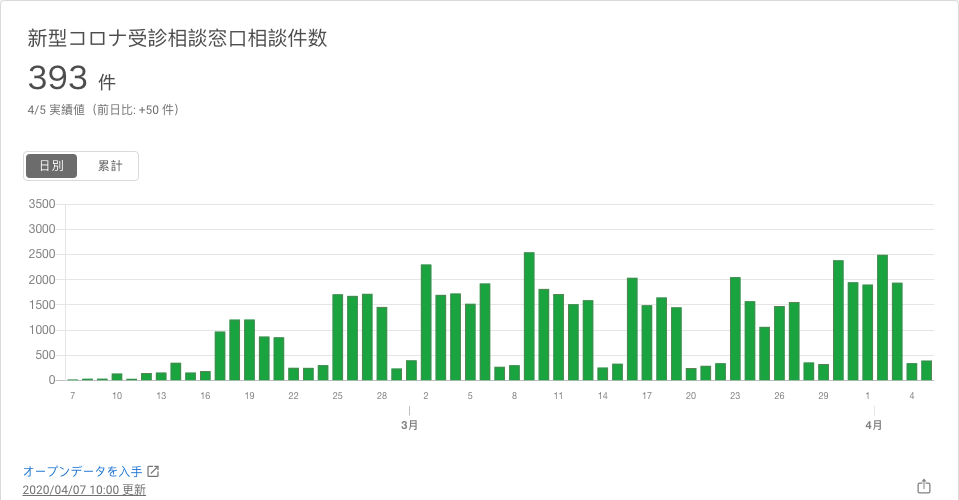 新型コロナ受診相談窓口相談件数
393 件
4/5 実績値（前日比: +50 件）
日別 累計
3500
3000
2500
2000
1500
1000
500
0
7 10 13 16 19 22 25 28 2 5 8 11 14 17 20 23 26 29 1 4
3月 4月
オープンデータを入手
2020/04/07 10:00 更新